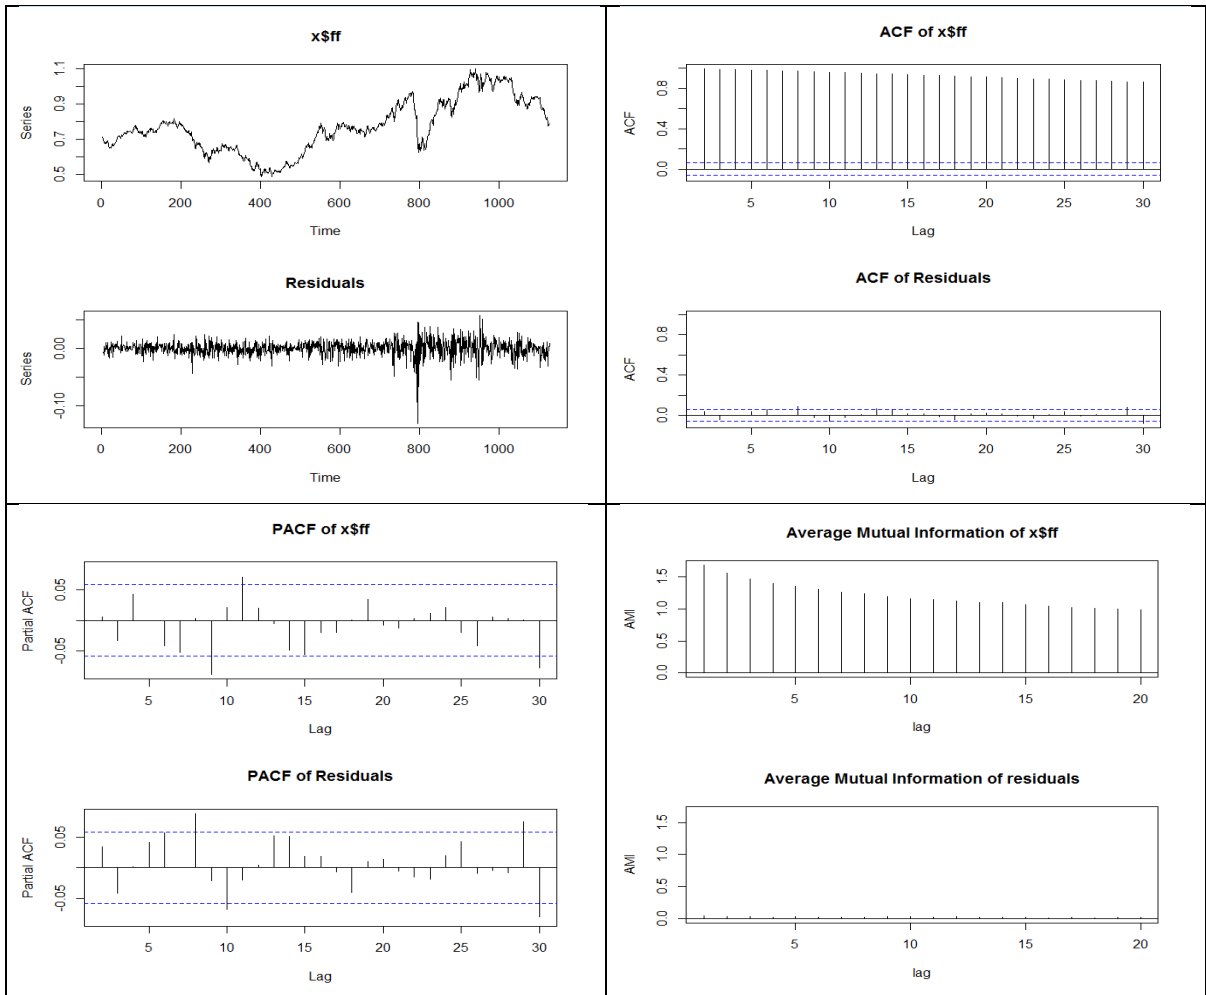 x$ff
Series
1.1
0.9
0.7
0.5
0 200 400 600 800 1000
Time
Residuals
Series
0.00
-0.10
0 200 400 600 800 1000
Time
ACF of x$ff
ACF
0.8
0.4
0.0
5 10 15 20 25 30
Lag
ACF of Residuals
ACF
0.8
0.4
0.0
5 10 15 20 25 30
Lag
PACF of x$ff
Partial ACF
0.05
-0.05
5 10 15 20 25 30
Lag
PACF of Residuals
Partial ACF
0.05
-0.05
5 10 15 20 25 30
Lag
Average Mutual Information of x$ff
AMI
1.5
1.0
0.5
0.0
5 10 15 20
lag
Average Mutual Information of residuals
AMI
1.5
1.0
0.5
0.0
5 10 15 20
lag